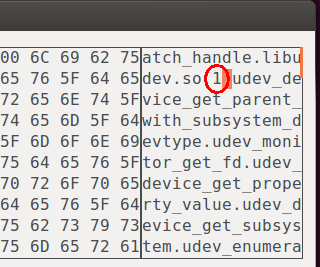 00 6C 69 62 75 atch_handle.libu
65 76 5F 64 65 dev.so.1.udev_de
72 65 6E 74 5F vice_get_parent_
74 65 6D 5F 64 with_subsystem_d
5F 6D 6F 6E 69 evtype.udev_moni
75 64 65 76 5F tor_get_fd.udev_
70 72 6F 70 65 device_get_prope
64 65 76 5F 64 rty_value.udev_d
62 73 79 73 evice_get_subsys
75 6D 65 72 61 tem.udev_enumera